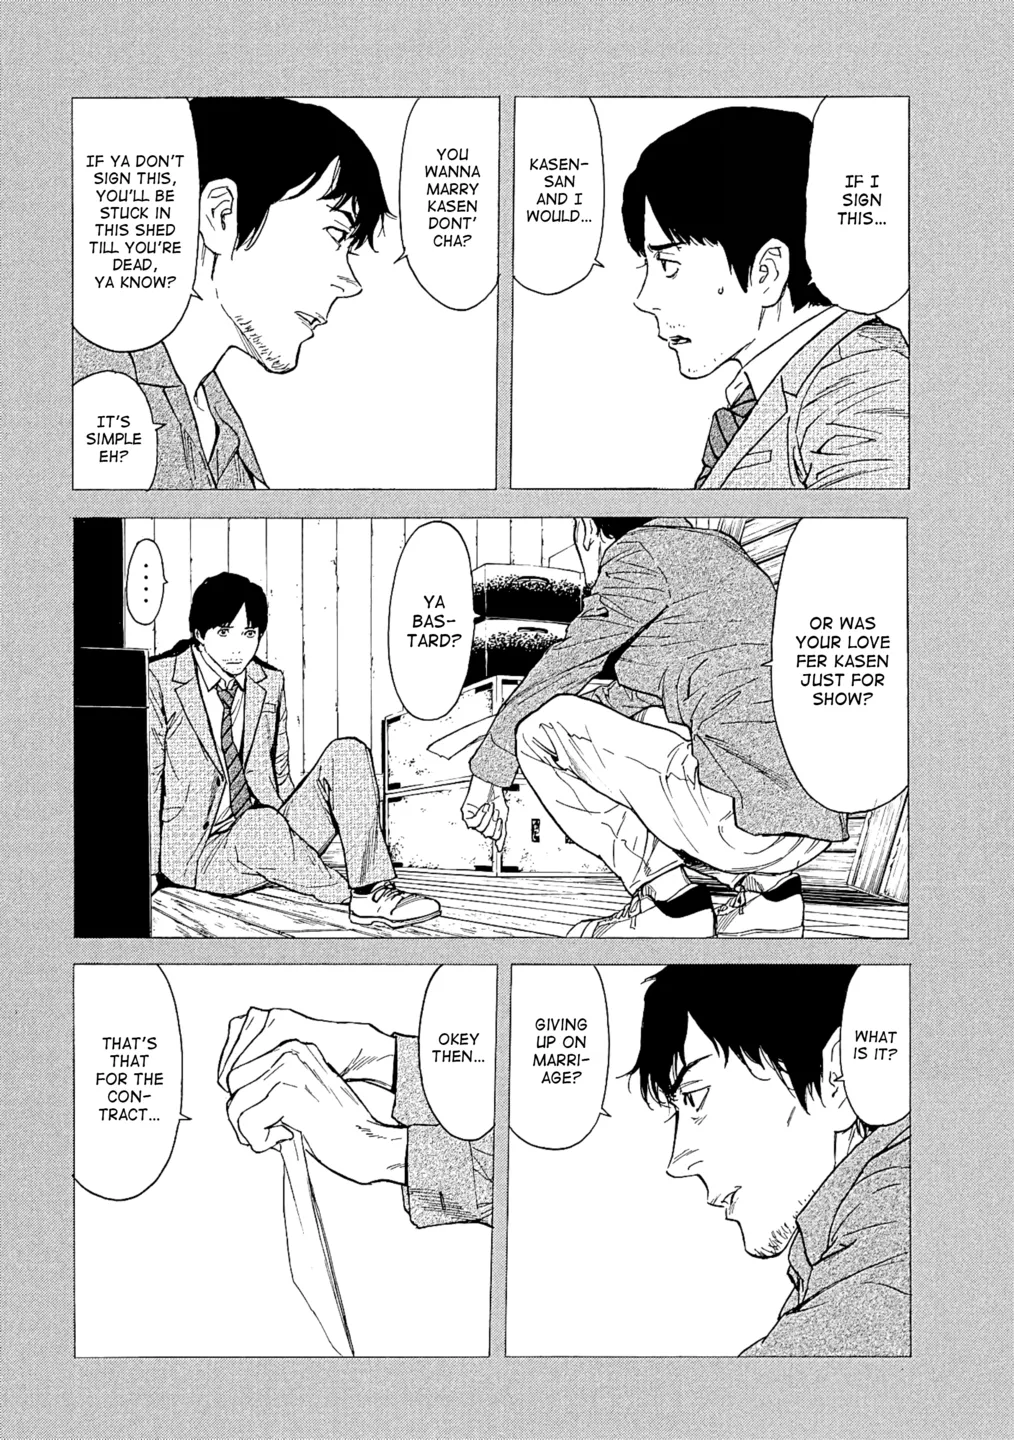 IF I
SIGN
THIS...
KASEN-
SAN AND I
WOULD...
YOU
WANNA
MARRY
KASEN
DONT'
CHA?
IF YA DON'T
SIGN THIS,
YOU'LL BE
STUCK IN
THIS SHED
TILL YOU'RE
DEAD,
YA KNOW?
IT'S
SIMPLE
EH?
OR WAS
YOUR LOVE
FER KASEN
JUST FOR
SHOW?
YA
BAS-
TARD?
....
WHAT
IS IT?
GIVING
UP ON
MARRI-
AGE?
OKEY
THEN...
THAT'S
THAT
FOR THE
CON-
TRACT...